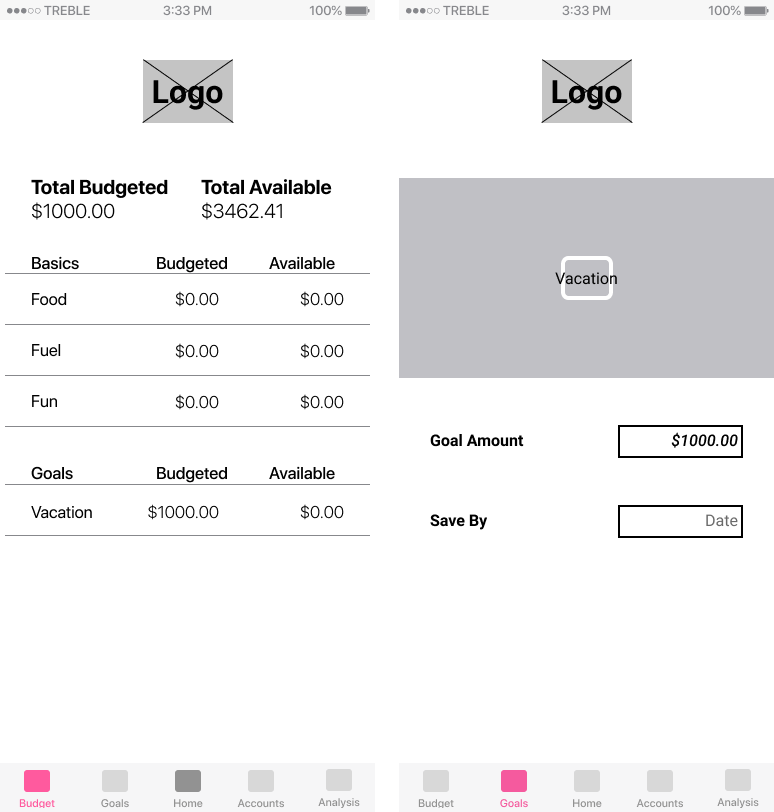 TREBLE 3:33 PM 100%
Logo
Total Budgeted Total Available
$1000.00 $3462.41
Basics Budgeted Available
Food $0.00 $0.00
Fuel $0.00 $0.00
Fun $0.00 $0.00
Goals Budgeted Available
Vacation $1000.00 $0.00
Budget Goals Home Accounts Analysis
TREBLE 3:33 PM 100%
Logo
Vacation
Goal Amount $1000.00
Save By Date
Budget Goals Home Accounts Analysis